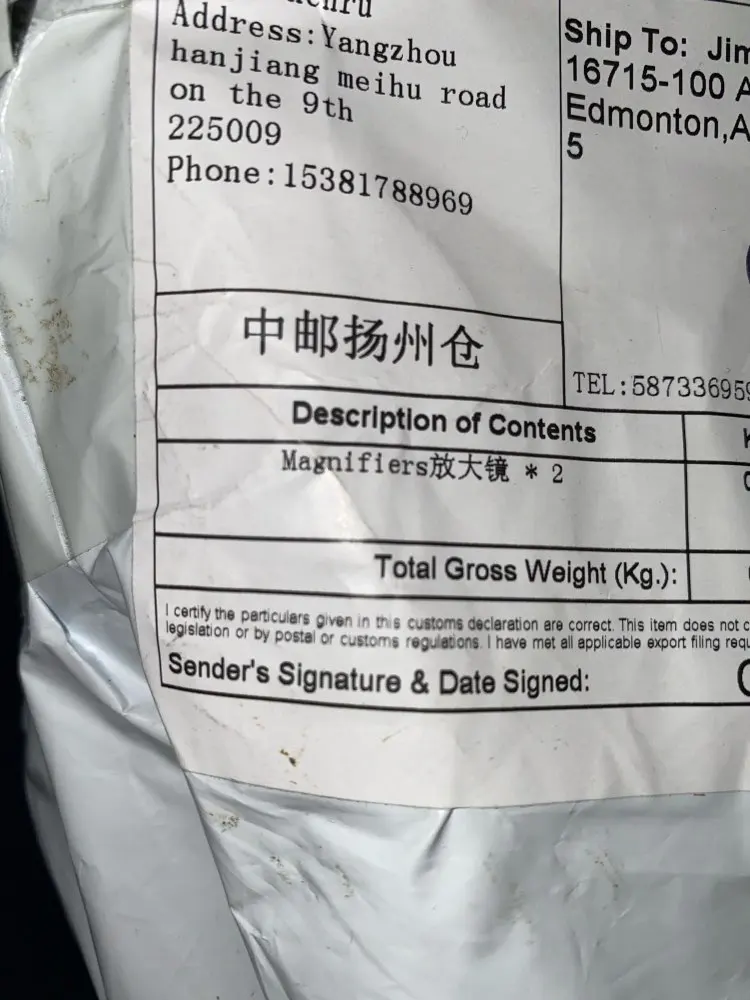 Address:Yangzhou
hanjiang meihu road
on the 9th
225009
Phone:15381788969
Ship To: Jim
16715-100 A
Edmonton,A
5
中邮扬州仓
TEL:587336959
Description of Contents
Magnifiers放大镜 * 2
Total Gross Weight (Kg.):
I certify the particulars given in this customs declaration are correct. This item does not c
legislation or by postal or customs regulations. I have met all applicable export filing requ
Sender's Signature & Date Signed: